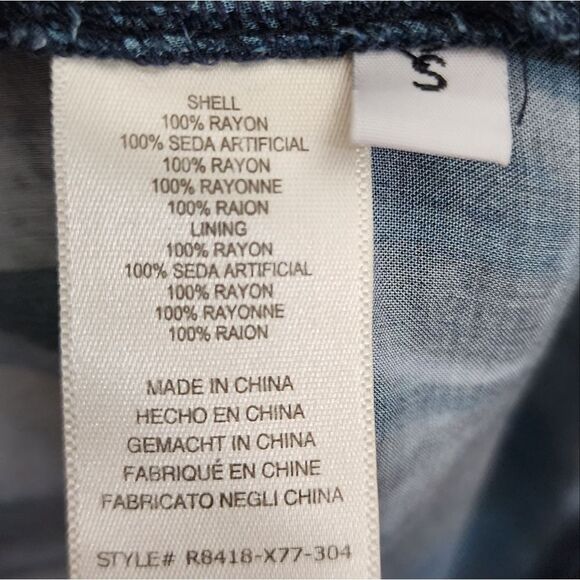 S
SHELL
100% RAYON
100% SEDA ARTIFICIAL
100% RAYON
100% RAYONNE
100% RAION
LINING
100% RAYON
100% SEDA ARTIFICIAL
100% RAYON
100% RAYONNE
100% RAION
MADE IN CHINA
HECHO EN CHINA
GEMACHT IN CHINA
FABRIQUÉ EN CHINE
FABRICATO NEGLI CHINA
STYLE# R8418-X77-304